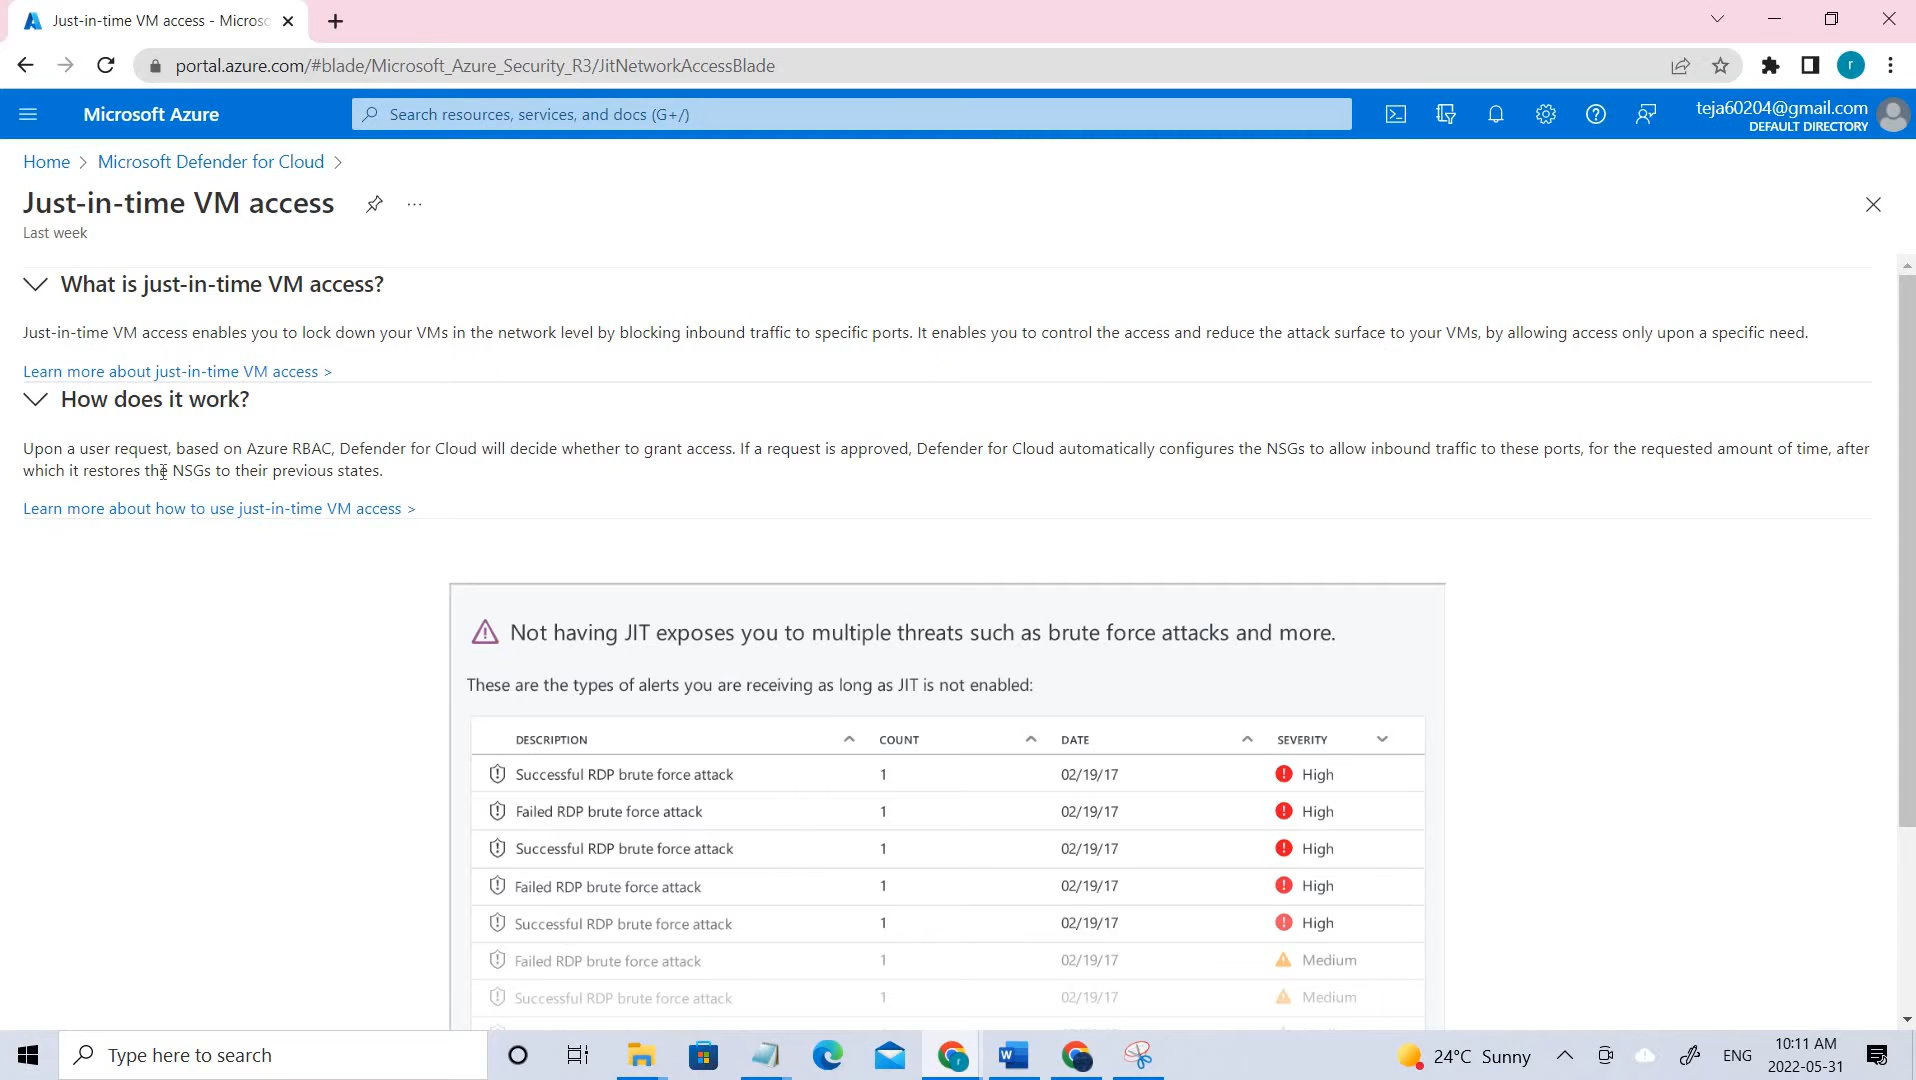 Just-in-time VM access - Microso
portal.azure.com/#blade/Microsoft_Azure_Security_R3/JitNetworkAccessBlade
r
Microsoft Azure
Search resources, services, and docs (G+/)
teja60204@gmail.com
DEFAULT DIRECTORY
Home > Microsoft Defender for Cloud >
Just-in-time VM access
Last week
What is just-in-time VM access?
Just-in-time VM access enables you to lock down your VMs in the network level by blocking inbound traffic to specific ports. It enables you to control the access and reduce the attack surface to your VMs, by allowing access only upon a specific need.
Learn more about just-in-time VM access >
How does it work?
Upon a user request, based on Azure RBAC, Defender for Cloud will decide whether to grant access. If a request is approved, Defender for Cloud automatically configures the NSGs to allow inbound traffic to these ports, for the requested amount of time, after
which it restores the NSGs to their previous states.
Learn more about how to use just-in-time VM access >
Not having JIT exposes you to multiple threats such as brute force attacks and more.
These are the types of alerts you are receiving as long as JIT is not enabled:
DESCRIPTION COUNT DATE SEVERITY
Successful RDP brute force attack 1 02/19/17 High
Failed RDP brute force attack 1 02/19/17 High
Successful RDP brute force attack 1 02/19/17 High
Failed RDP brute force attack 1 02/19/17 High
Successful RDP brute force attack 1 02/19/17 High
Failed RDP brute force attack 1 02/19/17 Medium
Successful RDP brute force attack 1 02/19/17 Medium
Type here to search
24°C Sunny
ENG
10:11 AM
2022-05-31